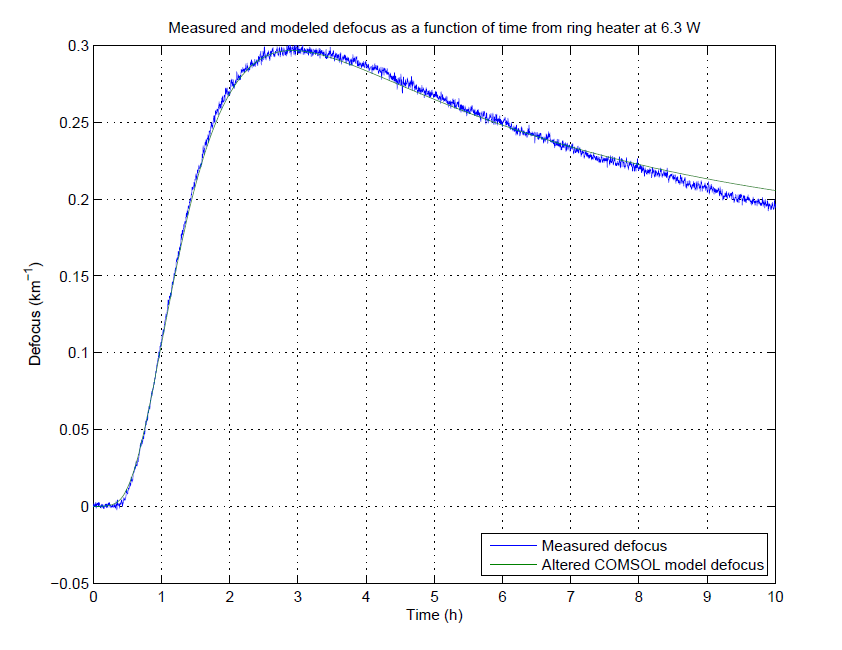 Measured and modeled defocus as a function of time from ring heater at 6.3 W
0.3
0.25
0.2
0.15
0.1
0.05
0
−0.05
Defocus (km⁻¹)
0 1 2 3 4 5 6 7 8 9 10
Time (h)
Measured defocus
Altered COMSOL model defocus